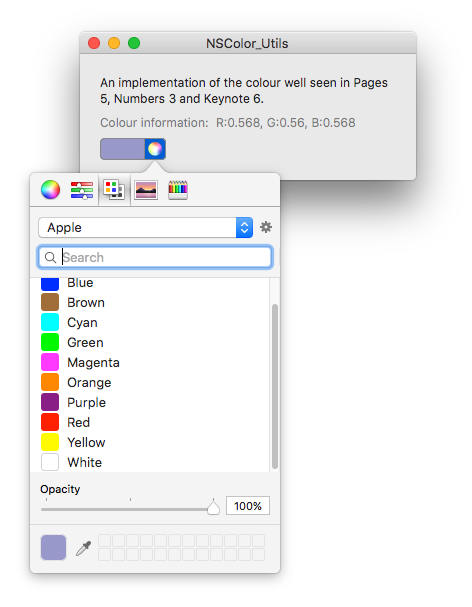 NSColor_Utils
An implementation of the colour well seen in Pages
5, Numbers 3 and Keynote 6.
Colour information: R:0.568, G:0.56, B:0.568
Apple
Search
Blue
Brown
Cyan
Green
Magenta
Orange
Purple
Red
Yellow
White
Opacity
100%